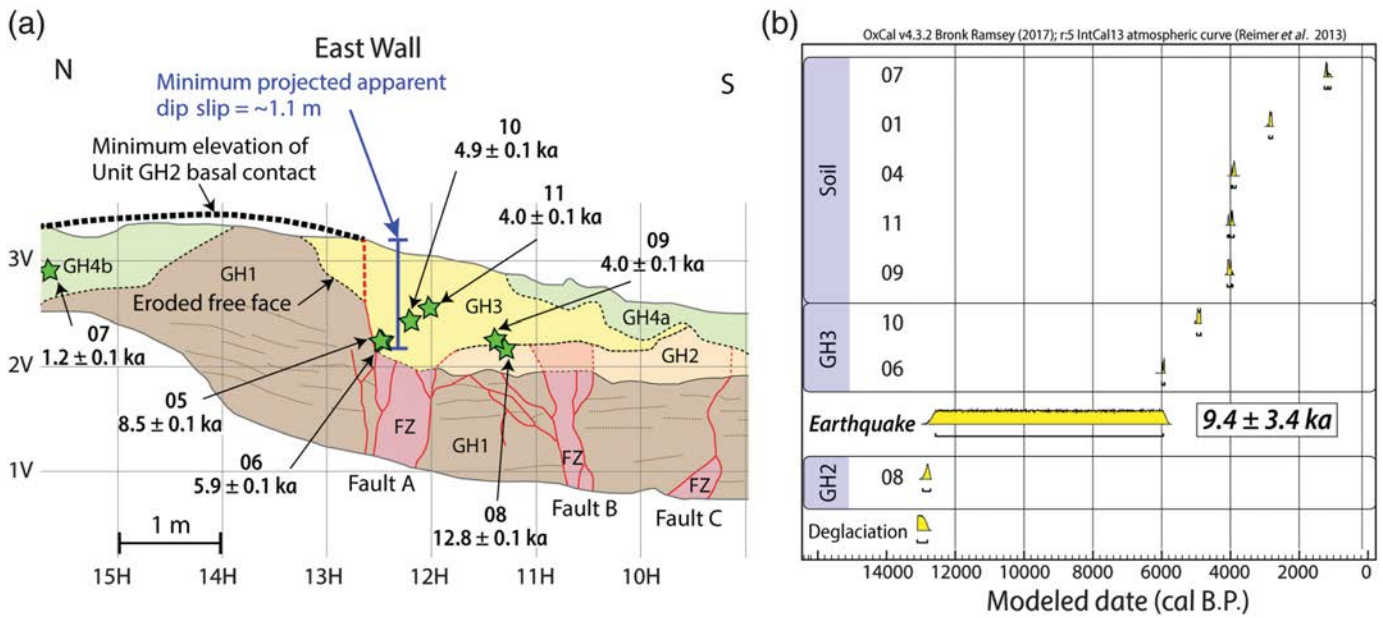 (a)
East Wall
N
S
Minimum projected apparent
dip slip = ~1.1 m
Minimum elevation of
Unit GH2 basal contact
10
4.9 ± 0.1 ka
11
4.0 ± 0.1 ka
09
4.0 ± 0.1 ka
3V
2V
1V
GH4b
GH1
Eroded free face
GH3
GH4a
GH2
07
1.2 ± 0.1 ka
05
8.5 ± 0.1 ka
06
5.9 ± 0.1 ka
FZ
GH1
FZ
FZ
Fault A
Fault B
Fault C
08
12.8 ± 0.1 ka
1 m
15H 14H 13H 12H 11H 10H
(b)
OxCal v4.3.2 Bronk Ramsey (2017); r:5 IntCal13 atmospheric curve (Reimer et al. 2013)
Soil
07
01
04
11
09
GH3
10
06
Earthquake
9.4 ± 3.4 ka
GH2
08
Deglaciation
14000 12000 10000 8000 6000 4000 2000 0
Modeled date (cal B.P.)